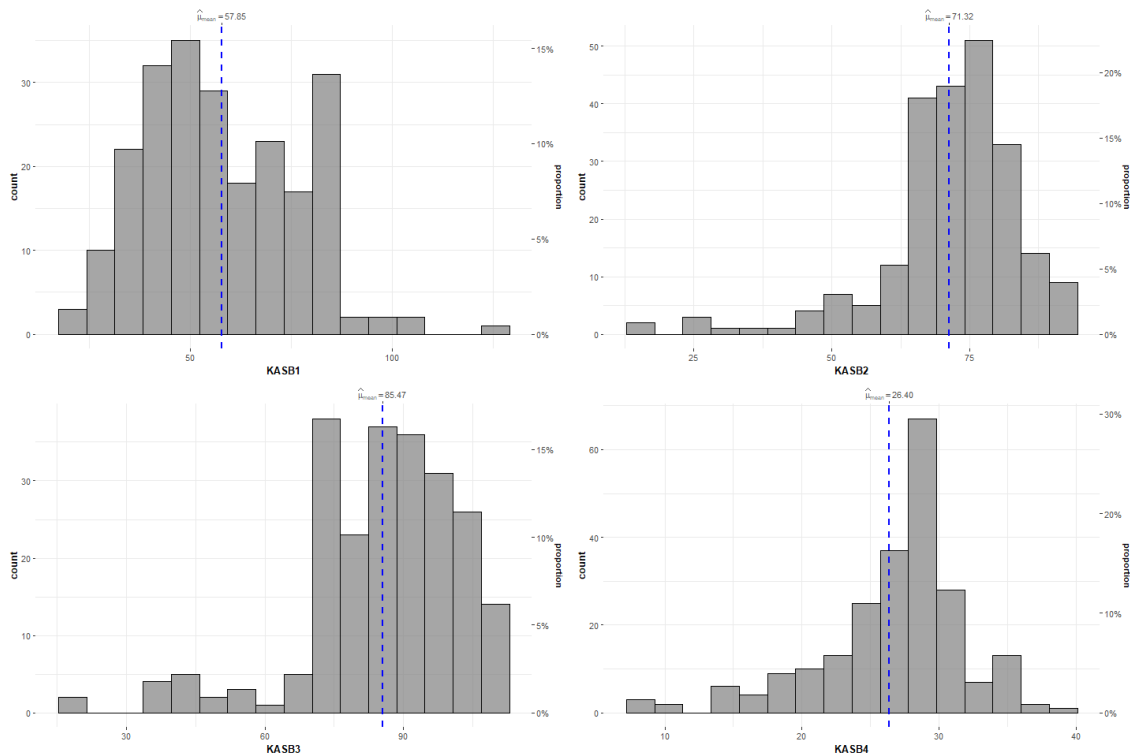 μ̂mean = 57.85
count
30
20
10
0
15%
10%
5%
0%
proportion
50
100
KASB1
μ̂mean = 71.32
count
50
40
30
20
10
0
20%
15%
10%
5%
0%
proportion
25
50
75
KASB2
μ̂mean = 85.47
count
30
20
10
0
15%
10%
5%
0%
proportion
30
60
90
KASB3
μ̂mean = 26.40
count
60
40
20
0
30%
20%
10%
0%
proportion
10
20
30
40
KASB4